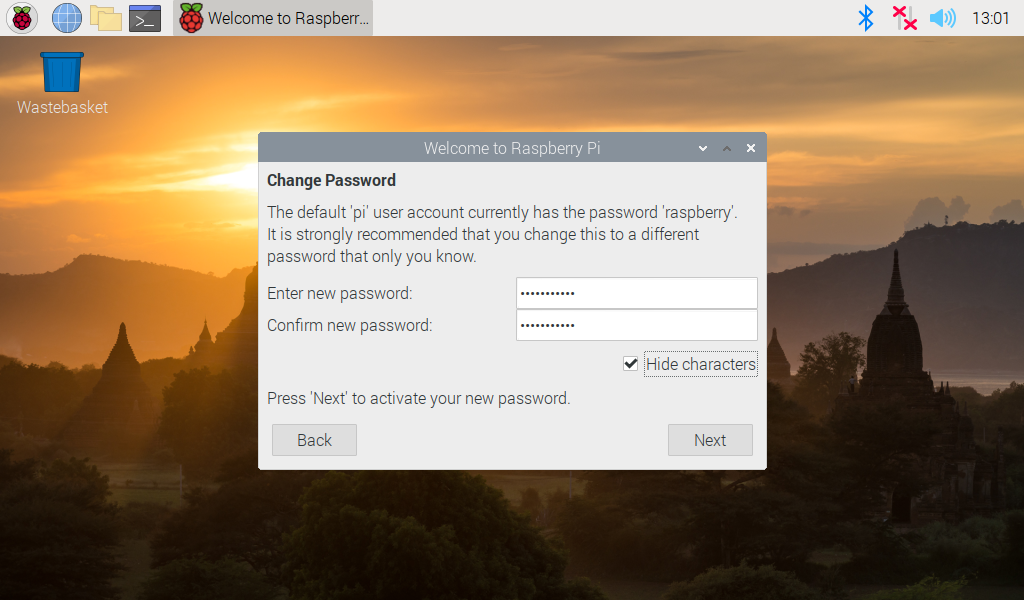 Welcome to Raspberr...
13:01
Wastebasket
Welcome to Raspberry Pi
Change Password
The default 'pi' user account currently has the password 'raspberry'.
It is strongly recommended that you change this to a different
password that only you know.
Enter new password: •••••••••••
Confirm new password: •••••••••••
Hide characters
Press 'Next' to activate your new password.
Back Next